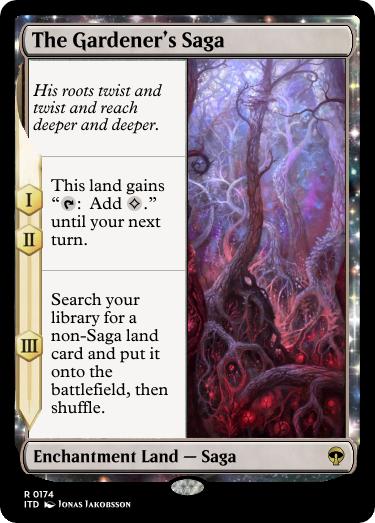 The Gardener's Saga
His roots twist and
twist and reach
deeper and deeper.
I
II
This land gains
“: Add .”
until your next
turn.
III
Search your
library for a
non-Saga land
card and put it
onto the
battlefield, then
shuffle.
Enchantment Land — Saga
R 0174
ITD Jonas Jakobsson